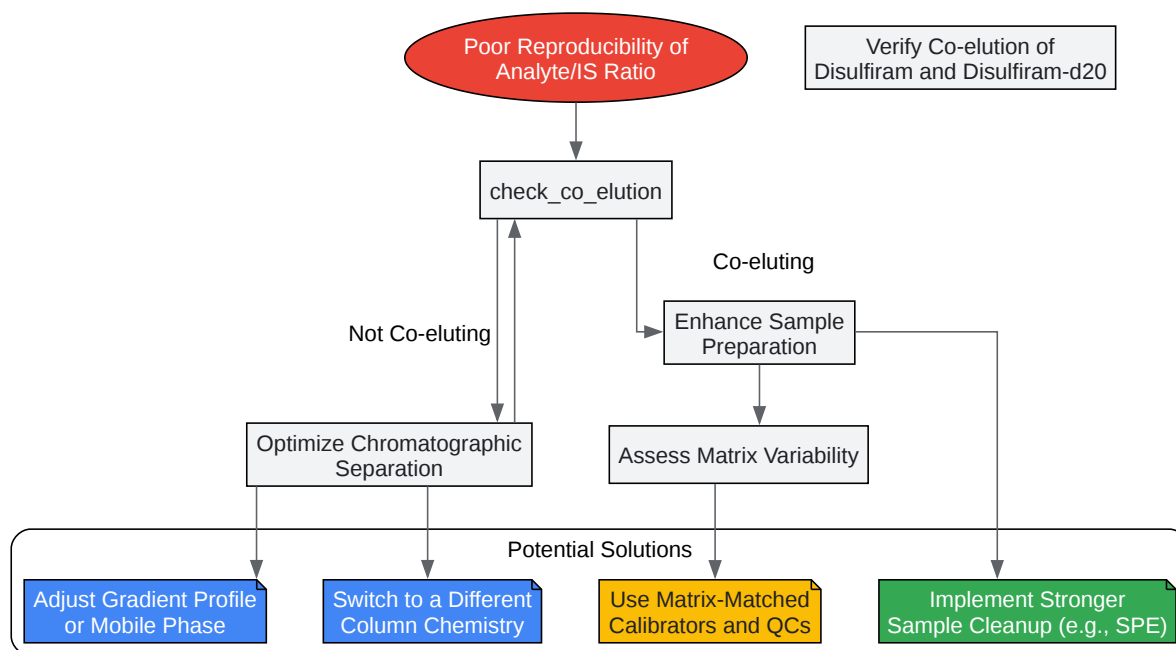 Poor Reproducibility of
Analyte/IS Ratio
Verify Co-elution of
Disulfiram and Disulfiram-d20
check_co_elution
Co-eluting
Not Co-eluting
Enhance Sample
Preparation
Optimize Chromatographic
Separation
Assess Matrix Variability
Potential Solutions
Adjust Gradient Profile
or Mobile Phase
Switch to a Different
Column Chemistry
Use Matrix-Matched
Calibrators and QCs
Implement Stronger
Sample Cleanup (e.g., SPE)